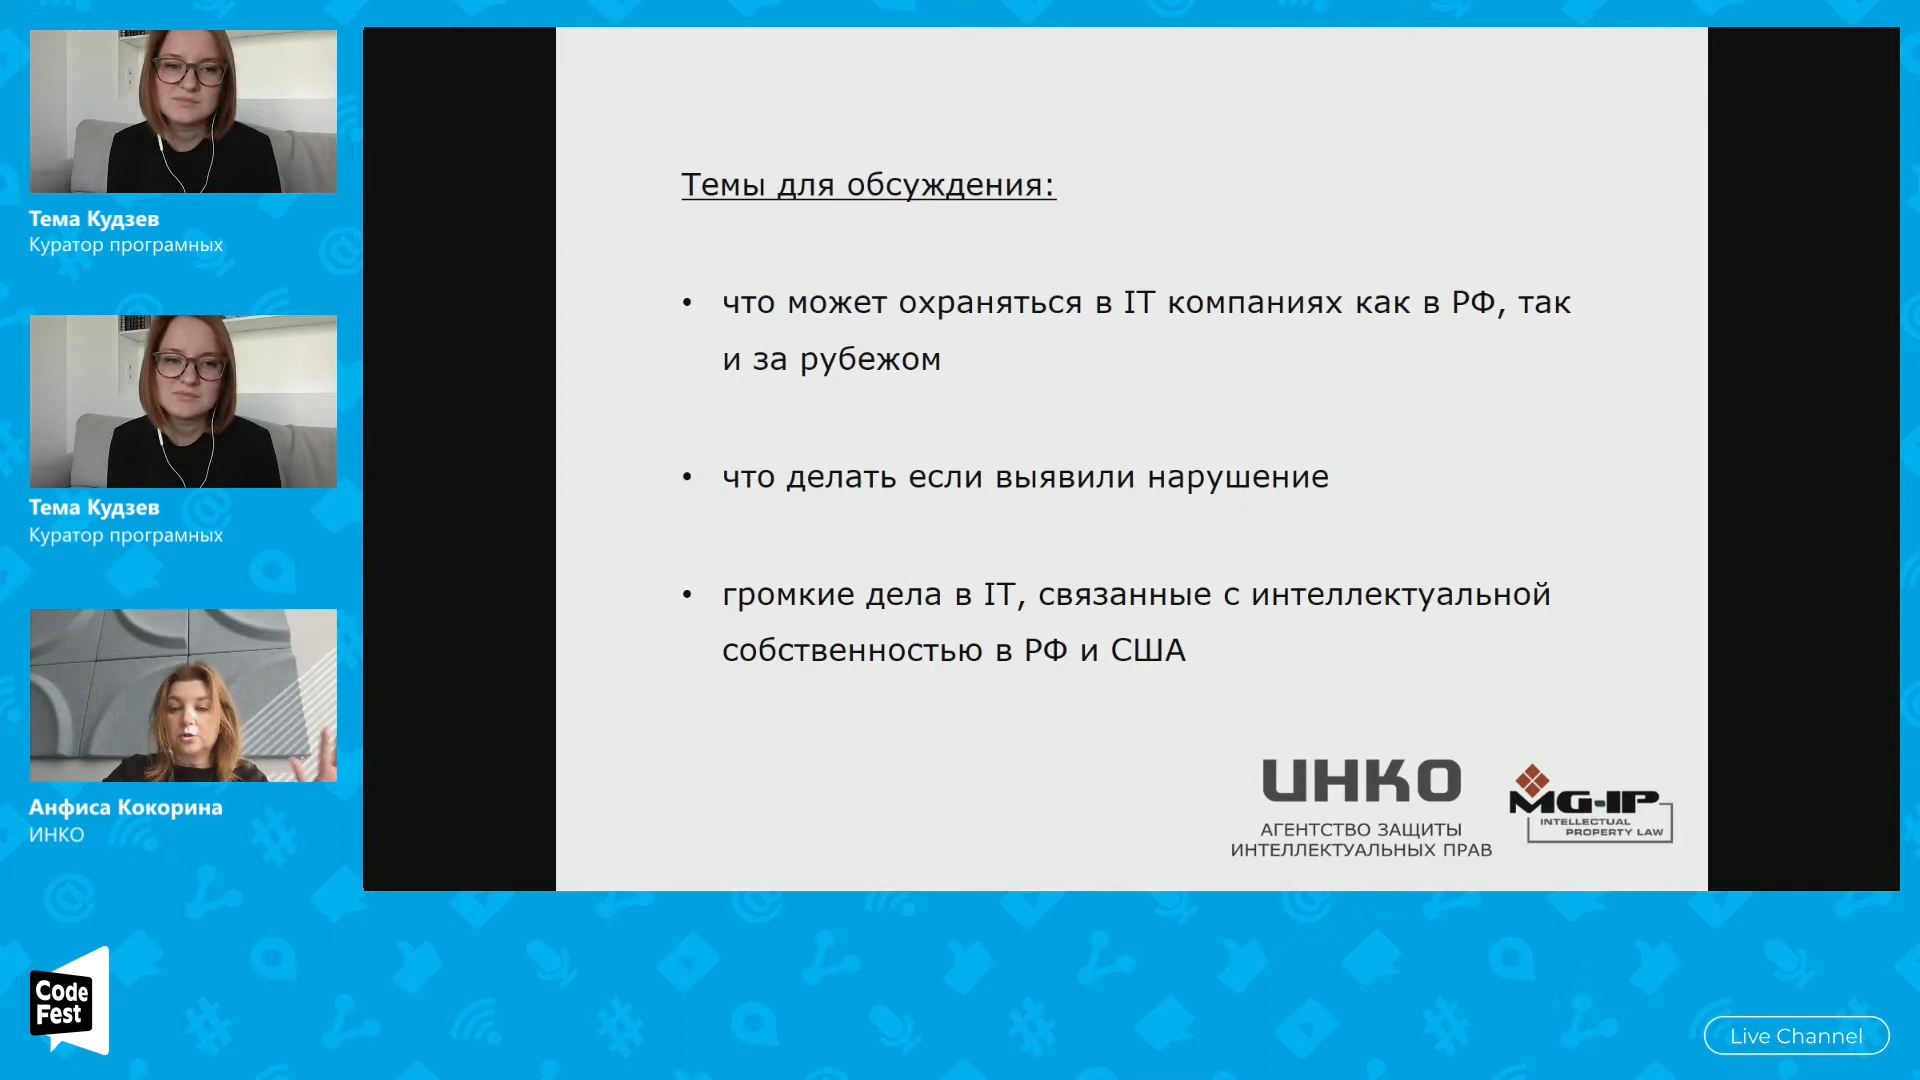 Тема Кудзев
Куратор програмных
Тема Кудзев
Куратор програмных
Анфиса Кокорина
ИНКО
Темы для обсуждения:
• что может охраняться в IT компаниях как в РФ, так
и за рубежом
• что делать если выявили нарушение
• громкие дела в IT, связанные с интеллектуальной
собственностью в РФ и США
ИНКО
АГЕНТСТВО ЗАЩИТЫ
ИНТЕЛЛЕКТУАЛЬНЫХ ПРАВ
MG-IP
INTELLECTUAL
PROPERTY LAW
Code
Fest
Live Channel